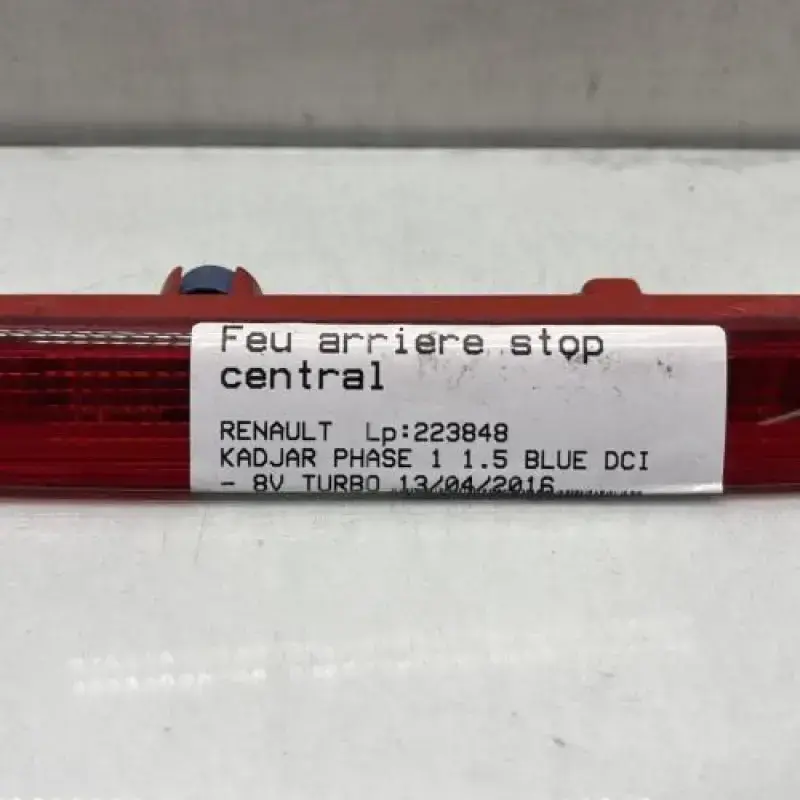 Feu arriere stop
central
RENAULT Lp:223848
KADJAR PHASE 1 1.5 BLUE DCI
- 8V TURBO 13/04/2016